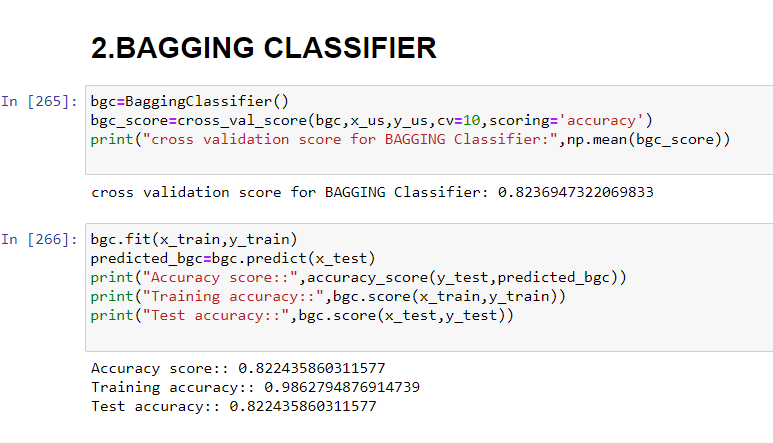 2.BAGGING CLASSIFIER
In [265]: bgc=BaggingClassifier()
bgc_score=cross_val_score(bgc,x_us,y_us,cv=10,scoring='accuracy')
print("cross validation score for BAGGING Classifier:",np.mean(bgc_score))
cross validation score for BAGGING Classifier: 0.8236947322069833
In [266]: bgc.fit(x_train,y_train)
predicted_bgc=bgc.predict(x_test)
print("Accuracy score::",accuracy_score(y_test,predicted_bgc))
print("Training accuracy::",bgc.score(x_train,y_train))
print("Test accuracy::",bgc.score(x_test,y_test))
Accuracy score:: 0.822435860311577
Training accuracy:: 0.9862794876914739
Test accuracy:: 0.822435860311577